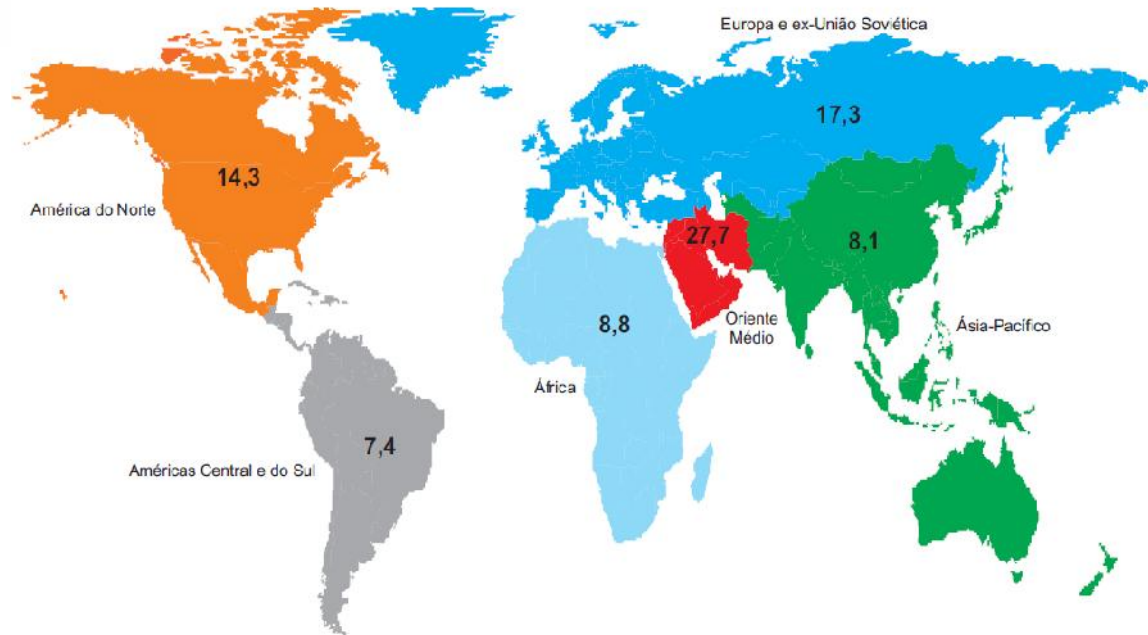 Europa e ex-União Soviética
17,3
14,3
América do Norte
27,7
8,1
8,8
Oriente
Médio
Ásia-Pacífico
África
7,4
Américas Central e do Sul